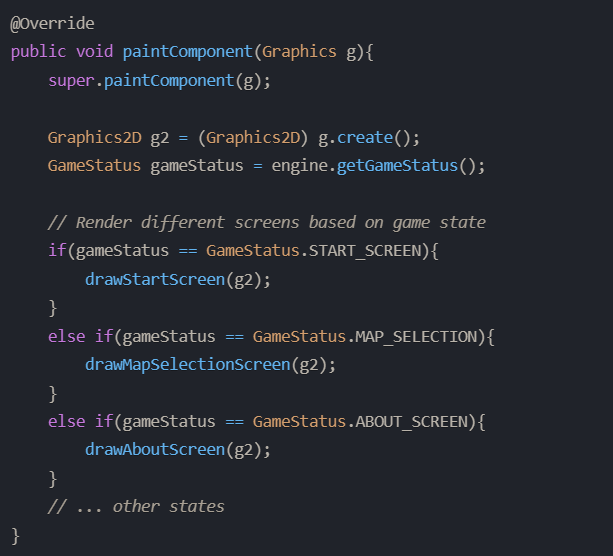 @Override
public void paintComponent(Graphics g){
    super.paintComponent(g);

    Graphics2D g2 = (Graphics2D) g.create();
    GameStatus gameStatus = engine.getGameStatus();

    // Render different screens based on game state
    if(gameStatus == GameStatus.START_SCREEN){
        drawStartScreen(g2);
    }
    else if(gameStatus == GameStatus.MAP_SELECTION){
        drawMapSelectionScreen(g2);
    }
    else if(gameStatus == GameStatus.ABOUT_SCREEN){
        drawAboutScreen(g2);
    }
    // ... other states
}